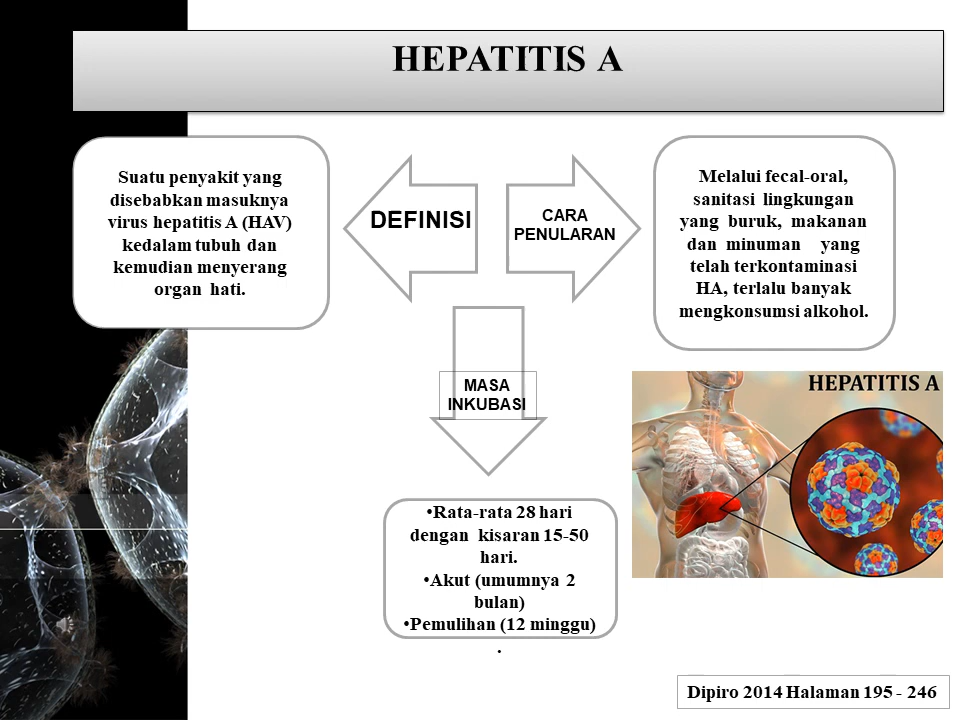 HEPATITIS A
Suatu penyakit yang
disebabkan masuknya
virus hepatitis A (HAV)
kedalam tubuh dan
kemudian menyerang
organ hati.
DEFINISI
CARA
PENULARAN
Melalui fecal-oral,
sanitasi lingkungan
yang buruk, makanan
dan minuman yang
telah terkontaminasi
HA, terlalu banyak
mengkonsumsi alkohol.
MASA
INKUBASI
HEPATITIS A
•Rata-rata 28 hari
dengan kisaran 15-50
hari.
•Akut (umumnya 2
bulan)
•Pemulihan (12 minggu)
.
Dipiro 2014 Halaman 195 - 246